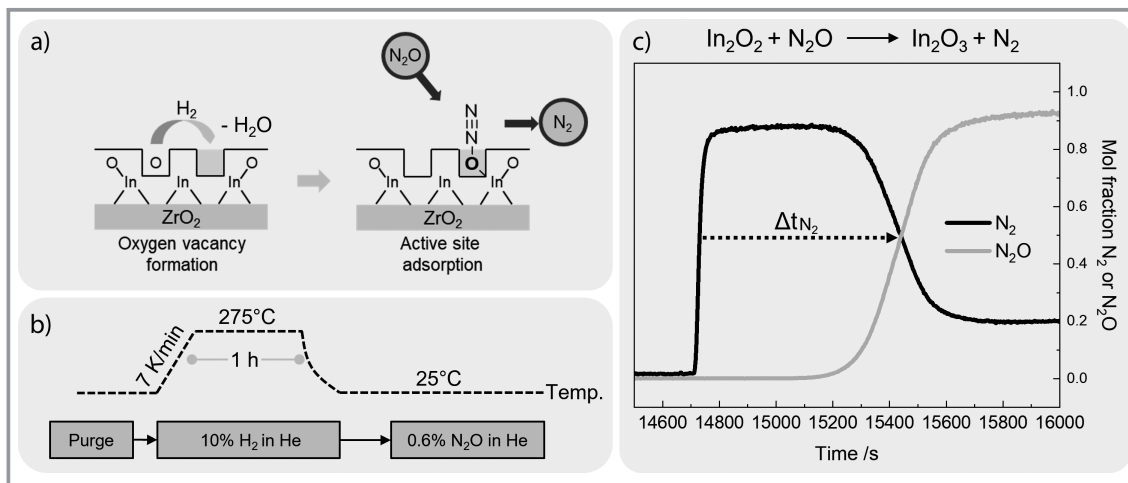 a)
N₂O
H₂
- H₂O
N
N
N₂
O O O
In In In
ZrO₂
Oxygen vacancy
formation
O O
In In In
ZrO₂
Active site
adsorption
b)
7 K/min
275°C
1 h
25°C
Temp.
Purge
10% H₂ in He
0.6% N₂O in He
c)
In₂O₂ + N₂O → In₂O₃ + N₂
Δt N₂
N₂
N₂O
1.0
0.8
0.6
0.4
0.2
0.0
Mol fraction N₂ or N₂O
14600 14800 15000 15200 15400 15600 15800 16000
Time /s